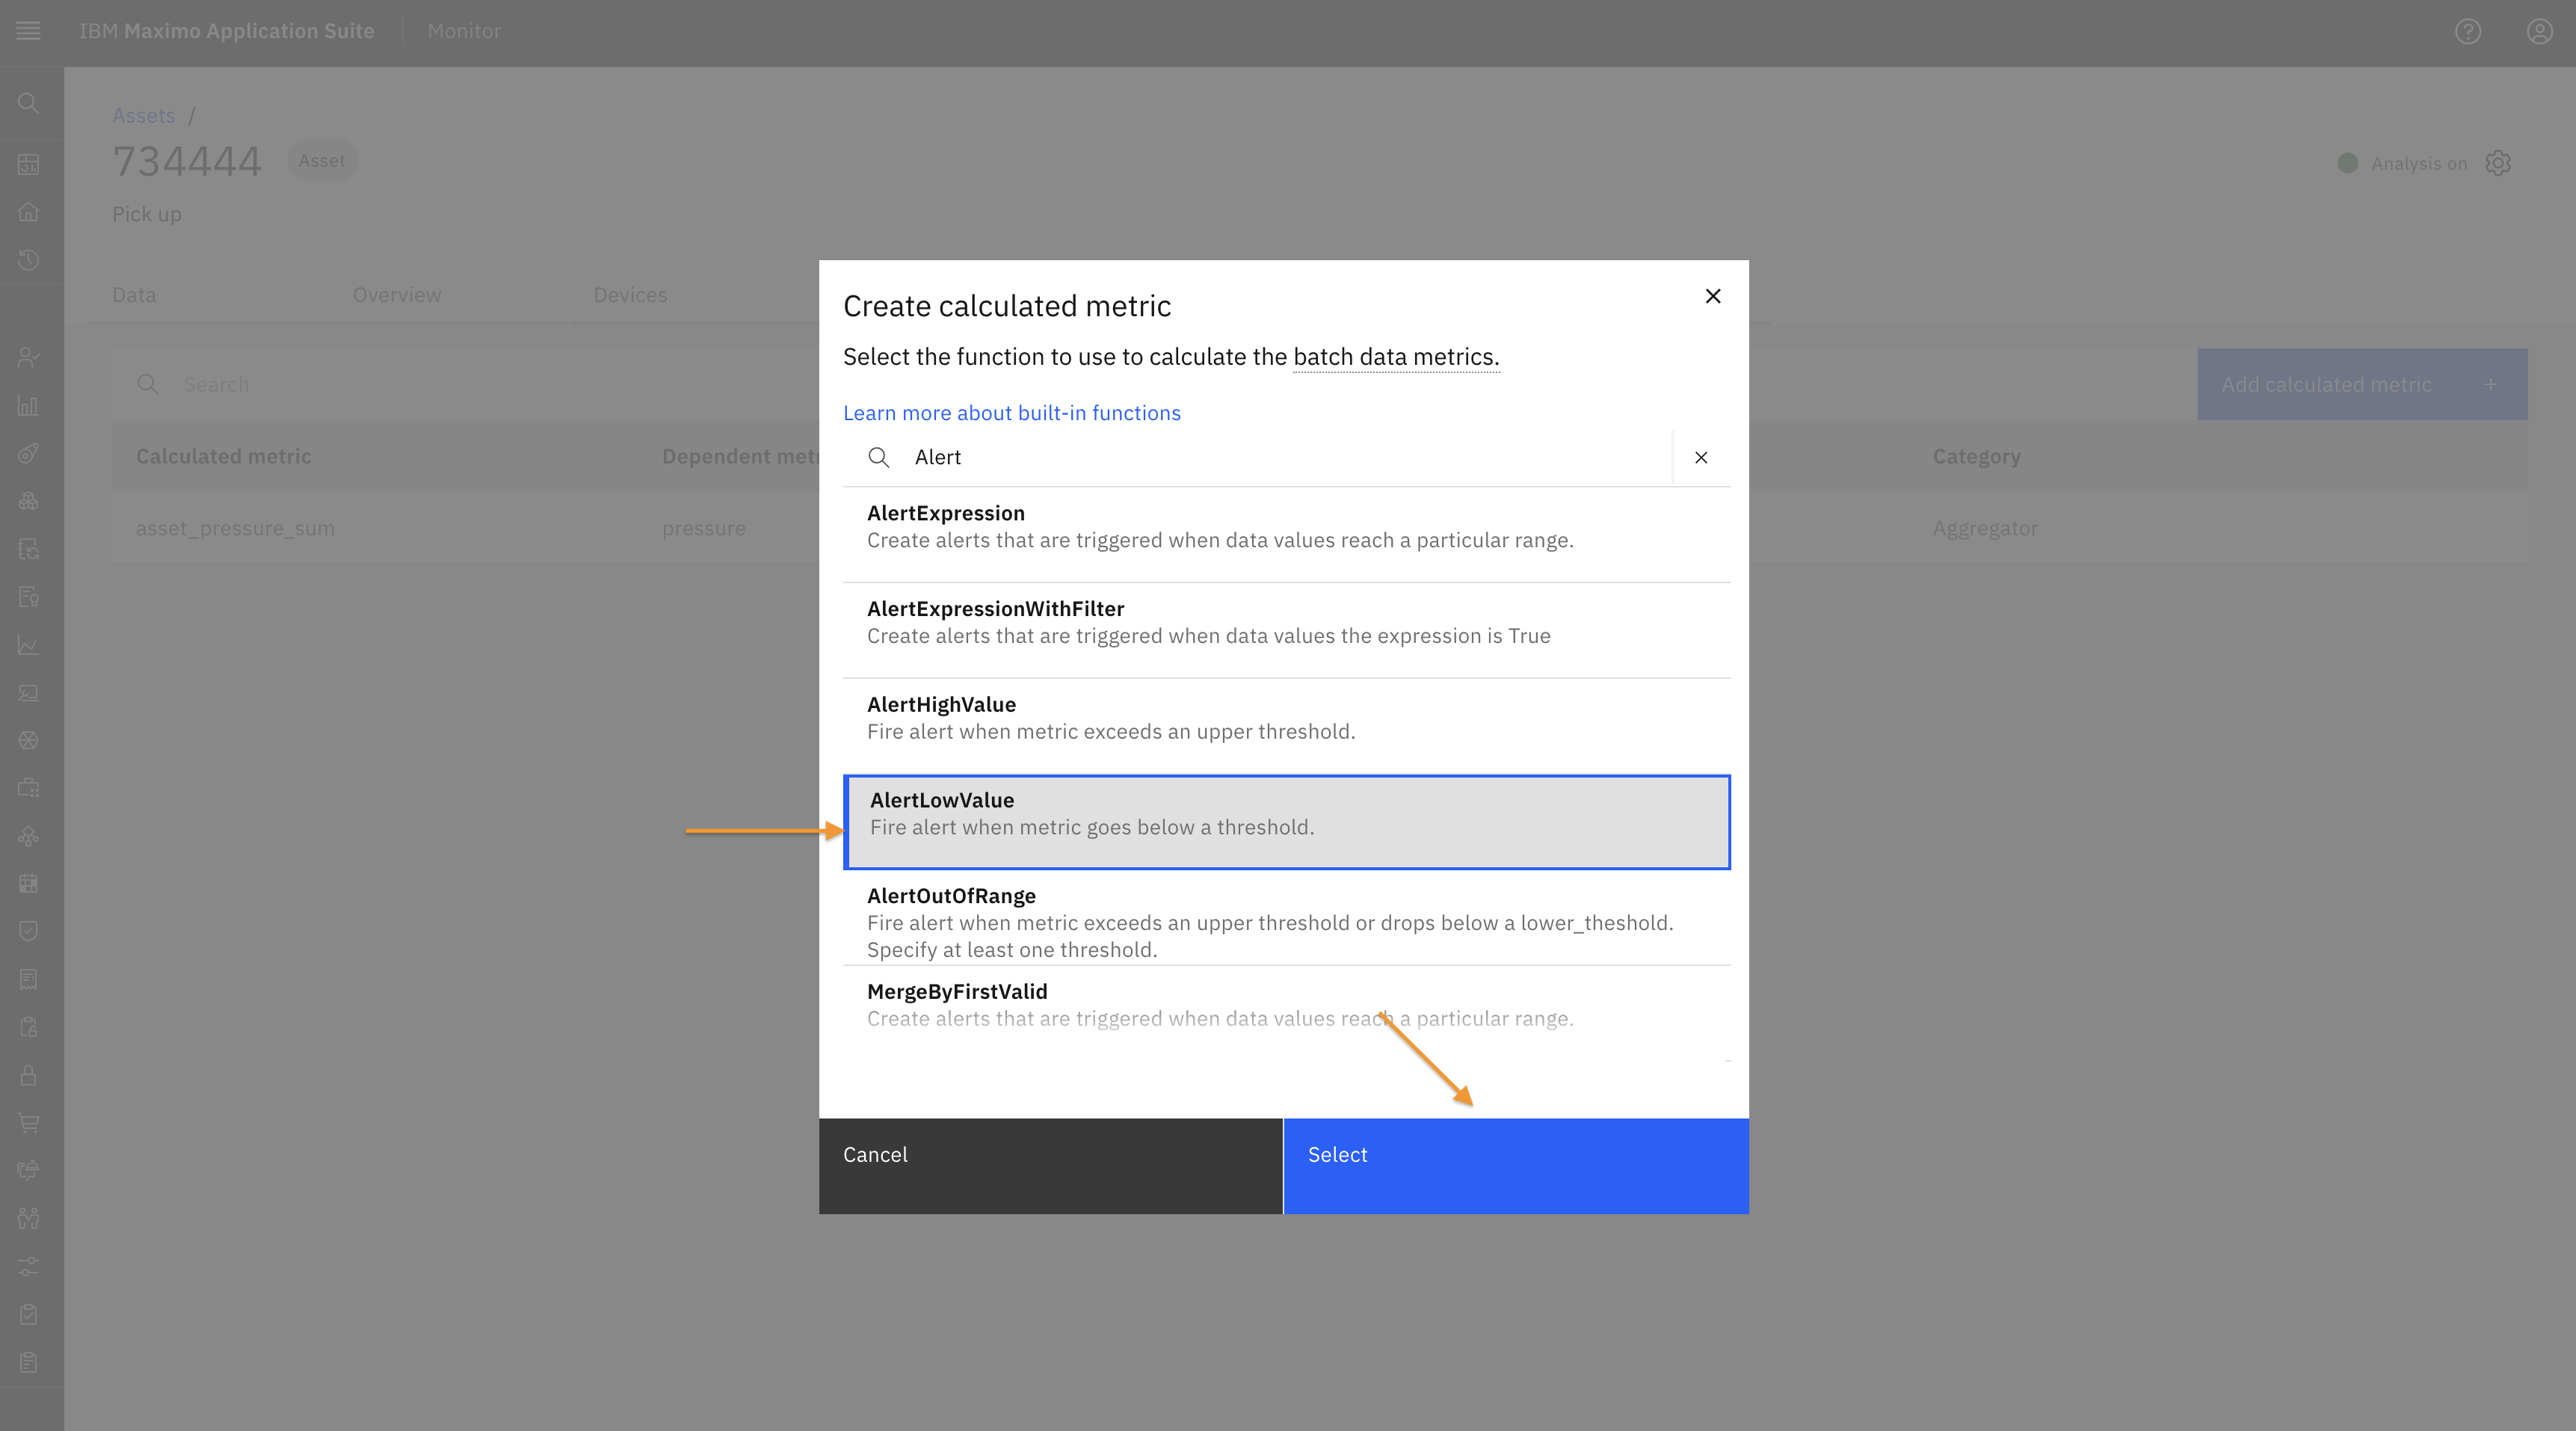 IBM Maximo Application Suite
Monitor
Assets /
734444
Asset
Analysis on
Pick up
Data
Overview
Devices
Search
Add calculated metric +
Calculated metric
Dependent metr
Category
asset_pressure_sum
pressure
Aggregator
Create calculated metric
Select the function to use to calculate the batch data metrics.
Learn more about built-in functions
Alert
AlertExpression
Create alerts that are triggered when data values reach a particular range.
AlertExpressionWithFilter
Create alerts that are triggered when data values the expression is True
AlertHighValue
Fire alert when metric exceeds an upper threshold.
AlertLowValue
Fire alert when metric goes below a threshold.
AlertOutOfRange
Fire alert when metric exceeds an upper threshold or drops below a lower_theshold.
Specify at least one threshold.
MergeByFirstValid
Create alerts that are triggered when data values reach a particular range.
Cancel
Select